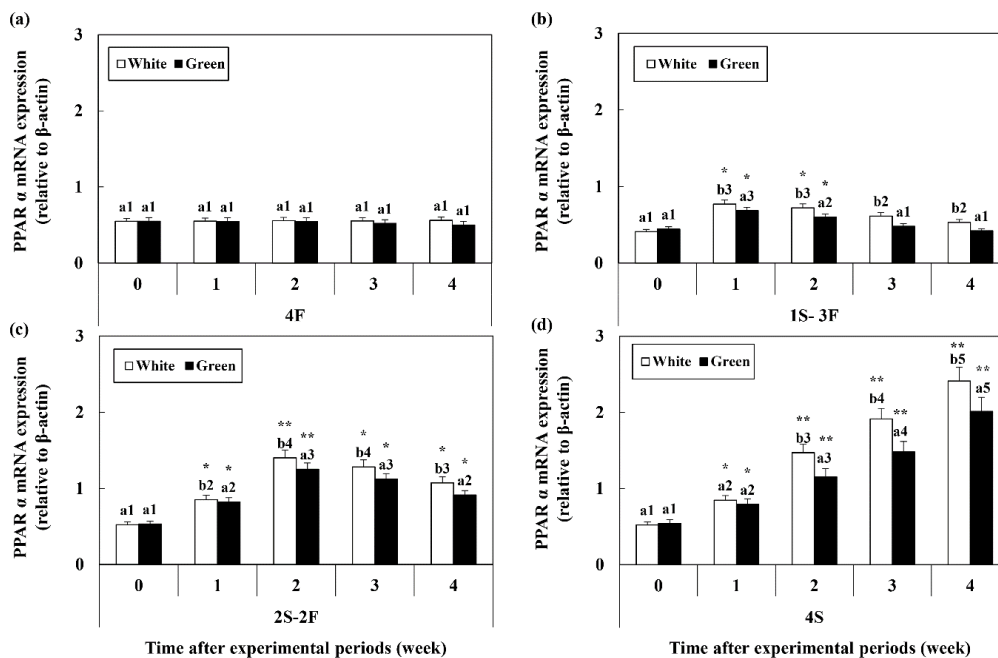 (a)
PPAR α mRNA expression
(relative to β-actin)
3
2
1
0
White Green
a1 a1 a1 a1 a1 a1 a1 a1 a1 a1
0 1 2 3 4
4F
(b)
PPAR α mRNA expression
(relative to β-actin)
3
2
1
0
White Green
* * * *
a1 a1 b3 a3 b3 a2 b2 a1 b2 a1
0 1 2 3 4
1S- 3F
(c)
PPAR α mRNA expression
(relative to β-actin)
3
2
1
0
White Green
* * ** ** * * * *
a1 a1 b2 a2 b4 a3 b4 a3 b3 a2
0 1 2 3 4
2S-2F
Time after experimental periods (week)
(d)
PPAR α mRNA expression
(relative to β-actin)
3
2
1
0
White Green
* * ** ** ** ** ** **
a1 a1 a2 a2 b3 a3 b4 a4 b5 a5
0 1 2 3 4
4S
Time after experimental periods (week)